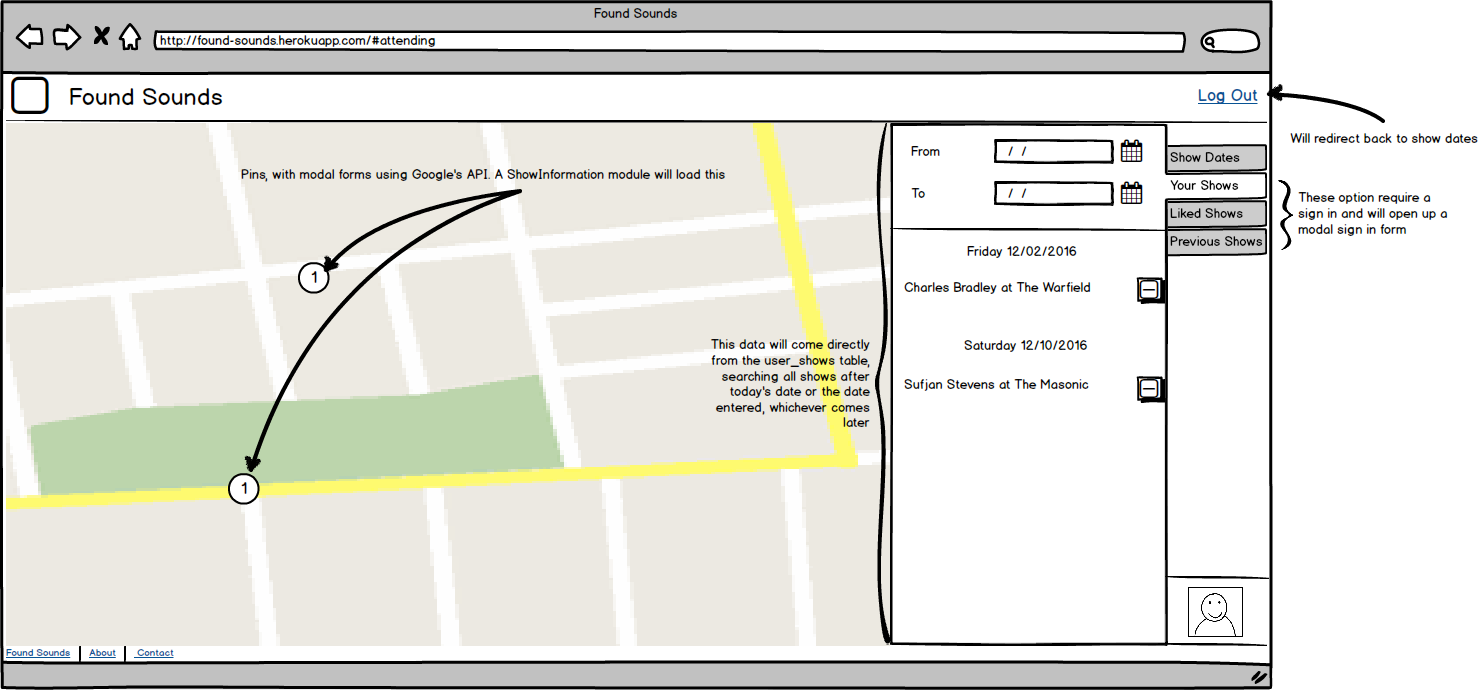 Found Sounds
http://found-sounds.herokuapp.com/#attending
Found Sounds
Log Out
Will redirect back to show dates
Pins, with modal forms using Google's API. A ShowInformation module will load this
1
1
This data will come directly
from the user_shows table,
searching all shows after
today's date or the date
entered, whichever comes
later
From
/ /
To
/ /
Friday 12/02/2016
Charles Bradley at The Warfield
Saturday 12/10/2016
Sufjan Stevens at The Masonic
Show Dates
Your Shows
Liked Shows
Previous Shows
These option require a
sign in and will open up a
modal sign in form
Found Sounds
About
Contact